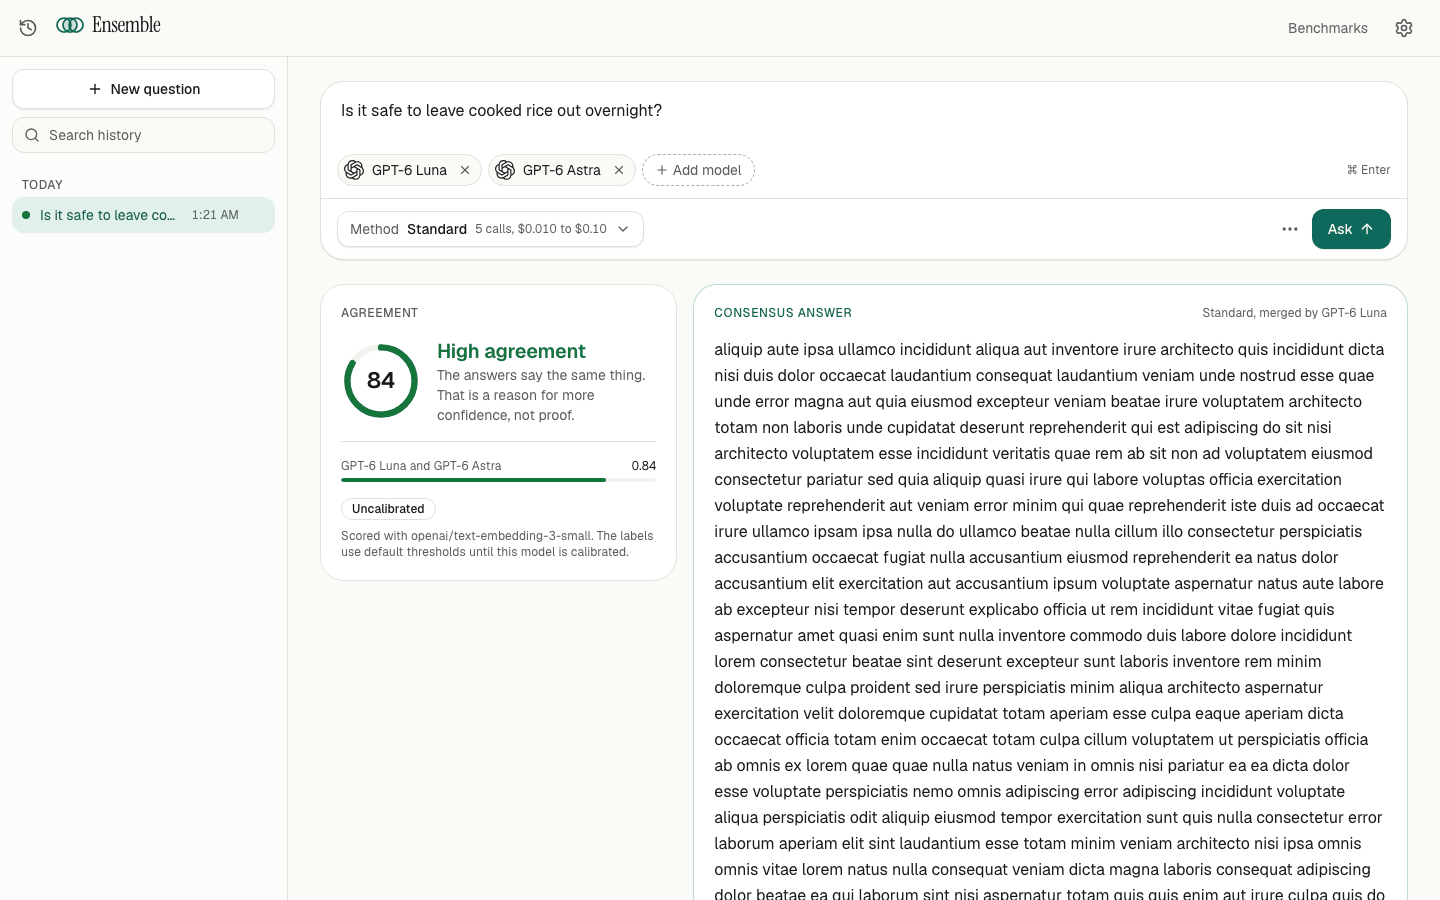 Ensemble
Benchmarks
New question
Search history
TODAY
Is it safe to leave co... 1:21 AM
Is it safe to leave cooked rice out overnight?
GPT-6 Luna
GPT-6 Astra
Add model
⌘ Enter
Method Standard 5 calls, $0.010 to $0.10
Ask
AGREEMENT
84
High agreement
The answers say the same thing.
That is a reason for more
confidence, not proof.
GPT-6 Luna and GPT-6 Astra 0.84
Uncalibrated
Scored with openai/text-embedding-3-small. The labels
use default thresholds until this model is calibrated.
CONSENSUS ANSWER
Standard, merged by GPT-6 Luna
aliquip aute ipsa ullamco incididunt aliqua aut inventore irure architecto quis incididunt dicta
nisi duis dolor occaecat laudantium consequat laudantium veniam unde nostrud esse quae
unde error magna aut quia eiusmod excepteur veniam beatae irure voluptatem architecto
totam non laboris unde cupidatat deserunt reprehenderit qui est adipiscing do sit nisi
architecto voluptatem esse incididunt veritatis quae rem ab sit non ad voluptatem eiusmod
consectetur pariatur sed quia aliquip quasi irure qui labore voluptas officia exercitation
voluptate reprehenderit aut veniam error minim qui quae reprehenderit iste duis ad occaecat
irure ullamco ipsam ipsa nulla do ullamco beatae nulla cillum illo consectetur perspiciatis
accusantium occaecat fugiat nulla accusantium eiusmod reprehenderit ea natus dolor
accusantium elit exercitation aut accusantium ipsum voluptate aspernatur natus aute labore
ab excepteur nisi tempor deserunt explicabo officia ut rem incididunt vitae fugiat quis
aspernatur amet quasi enim sunt nulla inventore commodo duis labore dolore incididunt
lorem consectetur beatae sint deserunt excepteur sunt laboris inventore rem minim
doloremque culpa proident sed irure perspiciatis minim aliqua architecto aspernatur
exercitation velit doloremque cupidatat totam aperiam esse culpa eaque aperiam dicta
occaecat officia totam enim occaecat totam culpa cillum voluptatem ut perspiciatis officia
ab omnis ex lorem quae quae nulla natus veniam in omnis nisi pariatur ea ea dicta dolor
esse voluptate perspiciatis nemo omnis adipiscing error adipiscing incididunt voluptate
aliqua perspiciatis odit aliquip eiusmod tempor exercitation sunt quis nulla consectetur error
laborum aperiam elit sint laudantium esse totam minim veniam architecto nisi ipsa omnis
omnis vitae lorem natus nulla consequat veniam dicta magna laboris consequat adipiscing
dolor beatae ea qui laborum sint nisi aspernatur totam quis quis enim aut irure culpa quis do